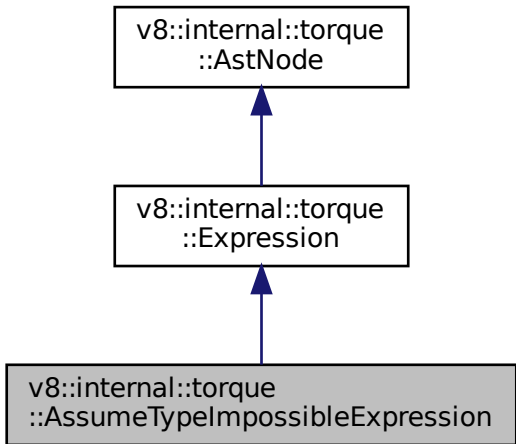 v8::internal::torque
::AstNode
v8::internal::torque
::Expression
v8::internal::torque
::AssumeTypeImpossibleExpression